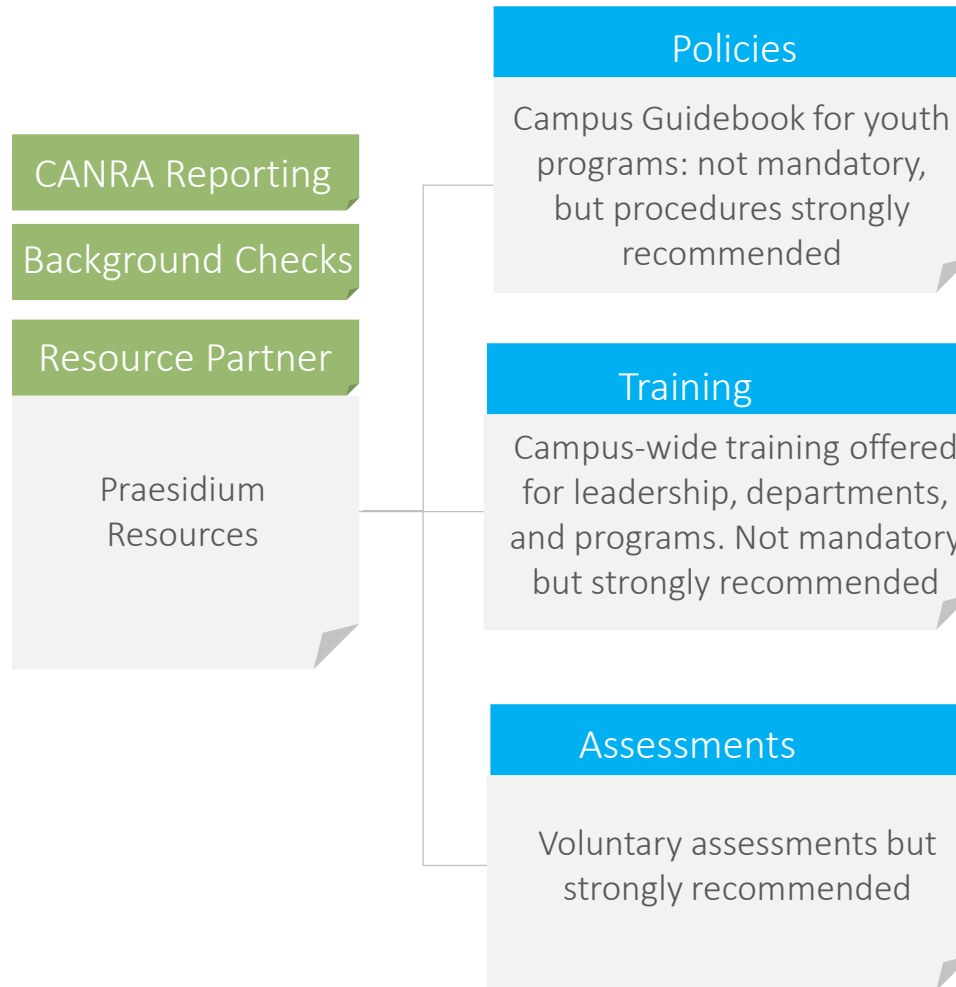 CANRA Reporting
Background Checks
Resource Partner
Praesidium
Resources
Policies
Campus Guidebook for youth
programs: not mandatory,
but procedures strongly
recommended
Training
Campus-wide training offered
for leadership, departments,
and programs. Not mandatory
but strongly recommended
Assessments
Voluntary assessments but
strongly recommended